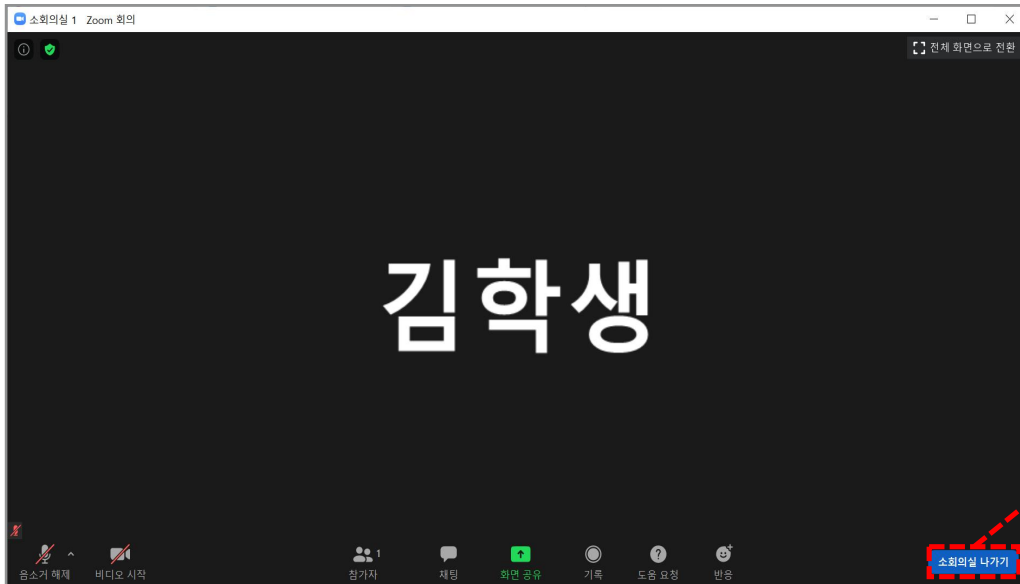 소회의실 1 Zoom 회의
전체 화면으로 전환
김학생
1
음소거 해제 비디오 시작 참가자 채팅 화면 공유 기록 도움 요청 반응 소회의실 나가기